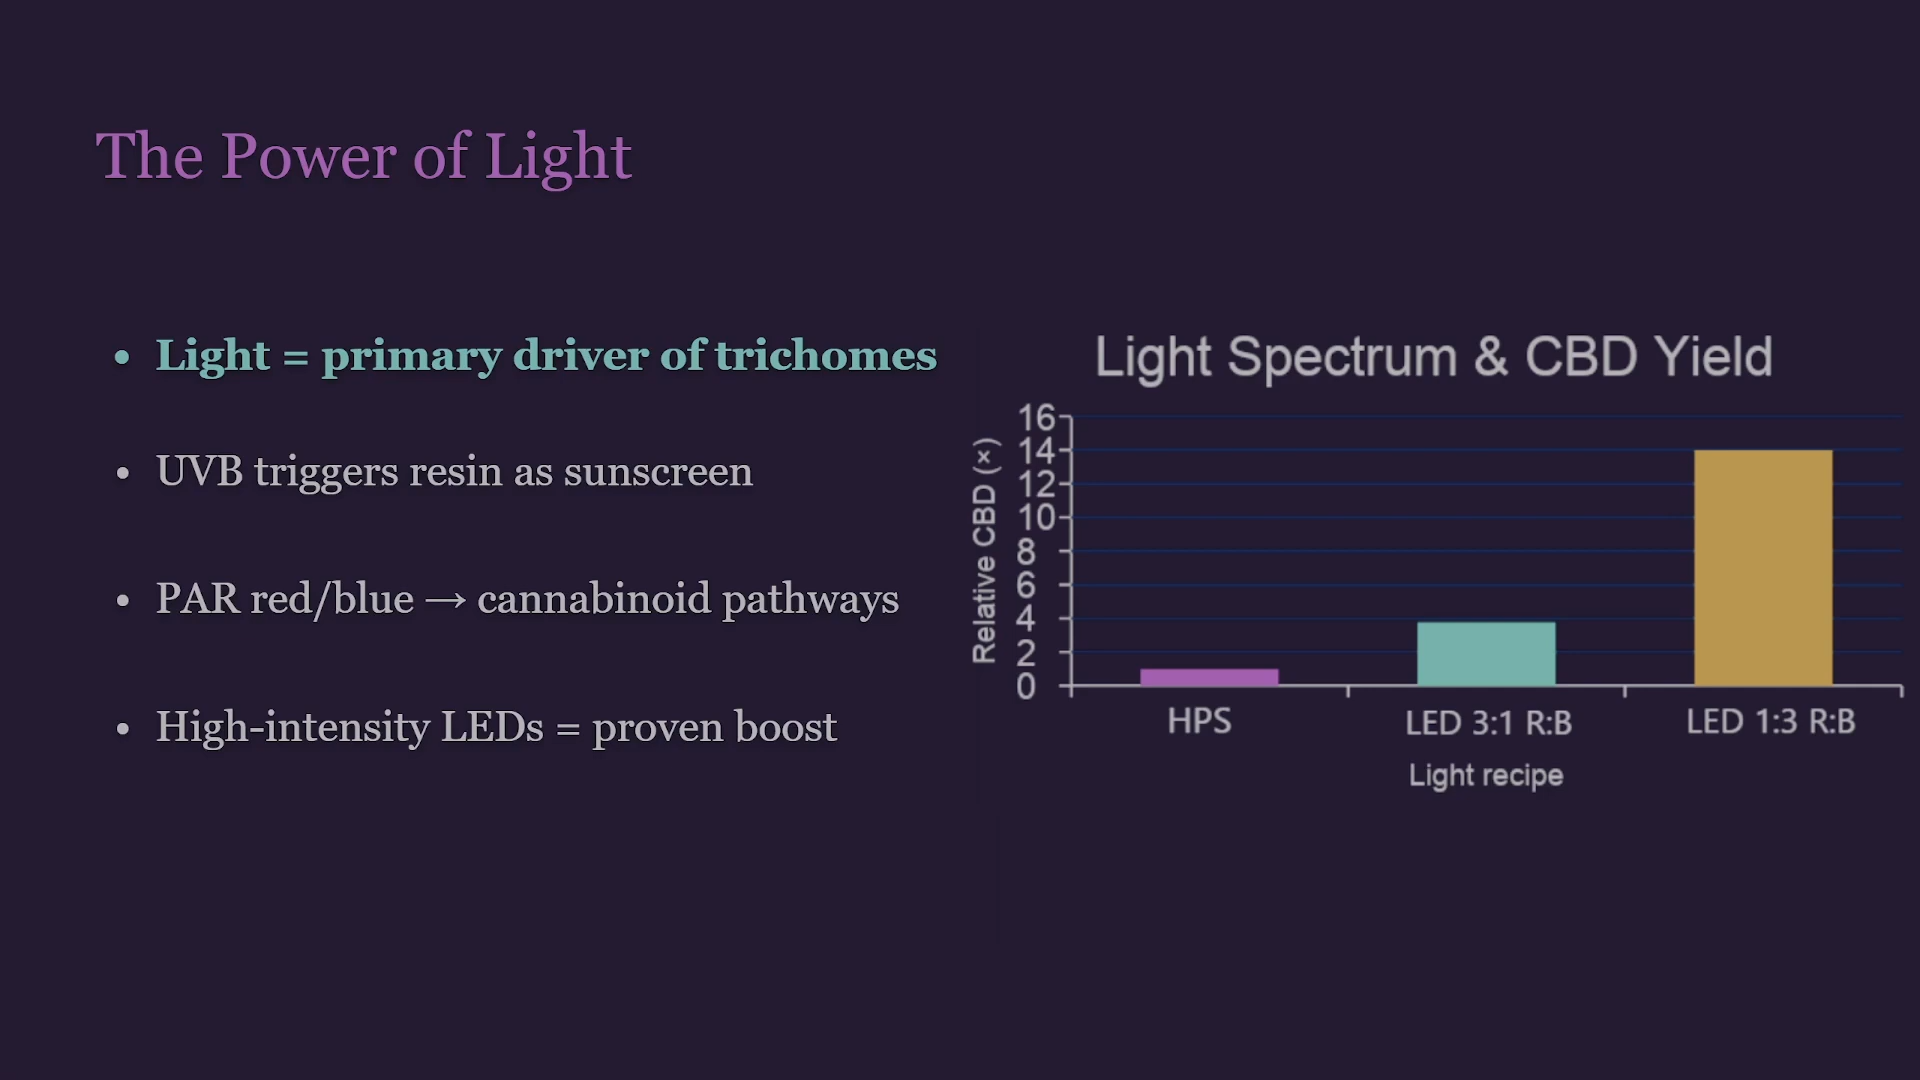 The Power of Light
• Light = primary driver of trichomes
• UVB triggers resin as sunscreen
• PAR red/blue → cannabinoid pathways
• High-intensity LEDs = proven boost
Light Spectrum & CBD Yield
Relative CBD (×)
16
14
12
10
8
6
4
2
0
HPS
LED 3:1 R:B
LED 1:3 R:B
Light recipe